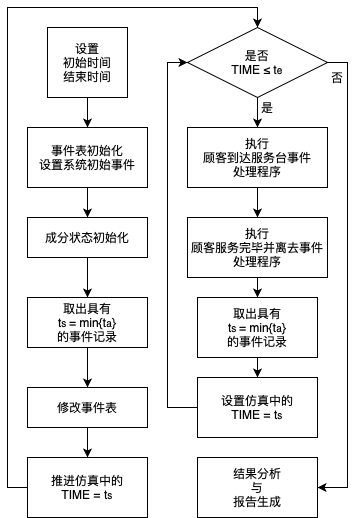 设置
初始时间
结束时间
事件表初始化
设置系统初始事件
成分状态初始化
取出具有
ts = min{ta}
的事件记录
修改事件表
推进仿真中的
TIME = ts
是否
TIME ≤ te
否
是
执行
顾客到达服务台事件
处理程序
执行
顾客服务完毕并离去事件
处理程序
取出具有
ts = min{ta}
的事件记录
设置仿真中的
TIME = ts
结果分析
与
报告生成